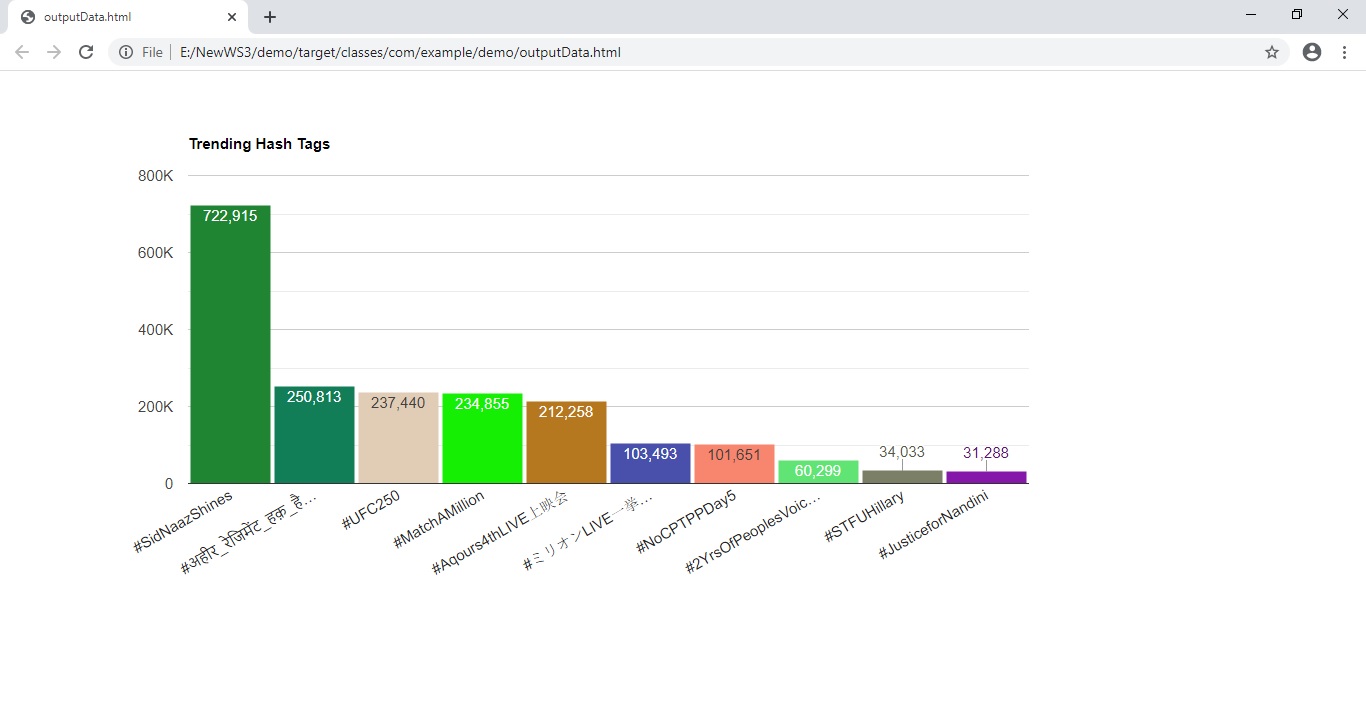 outputData.html
File E:/NewWS3/demo/target/classes/com/example/demo/outputData.html
Trending Hash Tags
800K
600K
400K
200K
0
722,915
250,813
237,440
234,855
212,258
103,493
101,651
60,299
34,033
31,288
#SidNaazShines
#अहीर_रेजिमेंट_हक़_है...
#UFC250
#MatchAMillion
#Aqours4thLIVE上映会
#ミリオンLIVE一挙...
#NoCPTPPDay5
#2YrsOfPeoplesVoic...
#STFUHillary
#JusticeforNandini